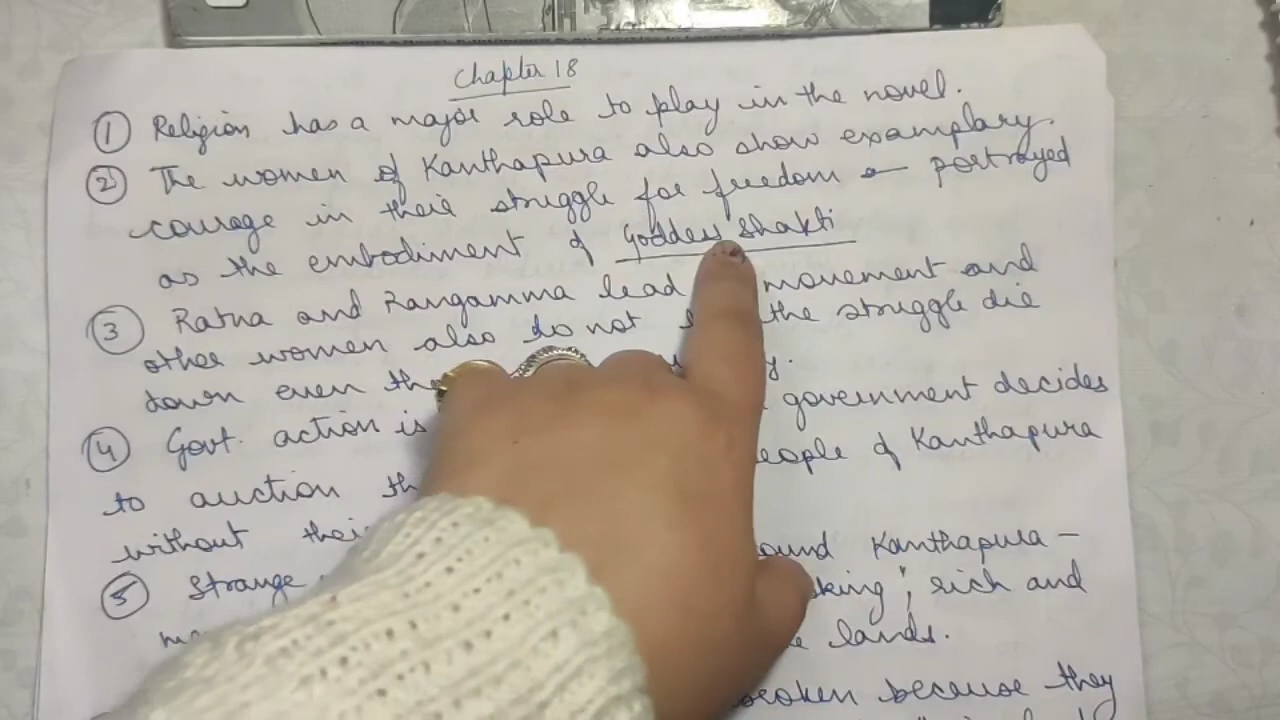 Chapter 18
① Religion has a major role to play in the novel.
② The women of Kanthapura also show examplary
courage in their struggle for freedom - portrayed
as the embodiment of Goddess Shakti
③ Ratna and Rangamma lead movement and
other women also do not the struggle die
down even
④ Govt. action is government decides
to auction people of Kanthapura
without their
⑤ Strange ound Kanthapura -
king"; rich and
lands.
broken because they